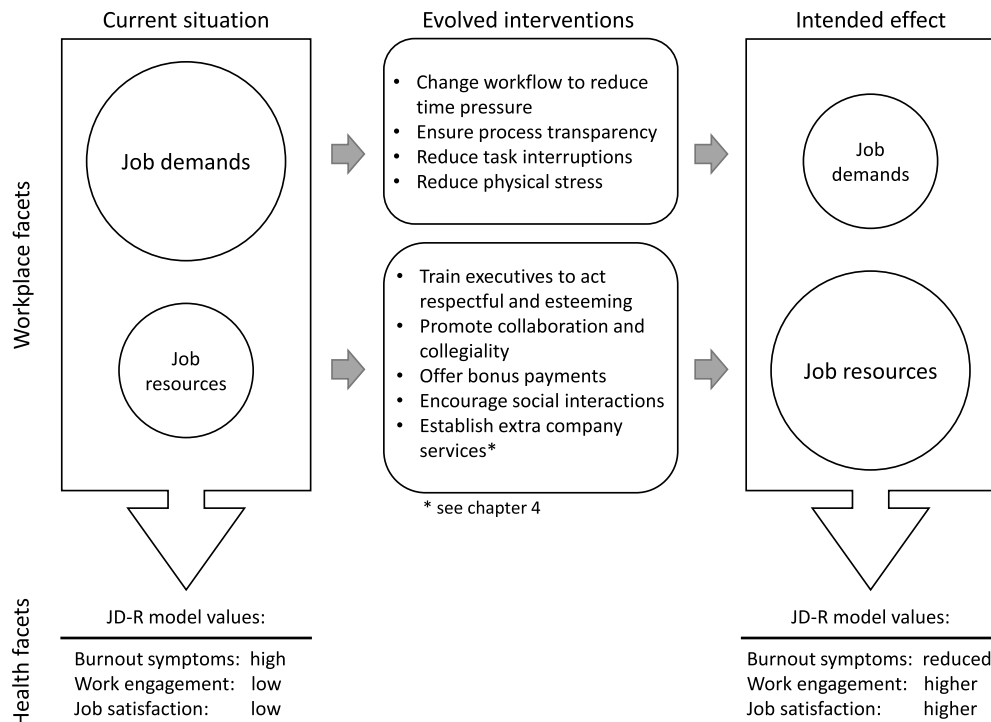 Current situation
Evolved interventions
Intended effect
Workplace facets
Job demands
• Change workflow to reduce
time pressure
• Ensure process transparency
• Reduce task interruptions
• Reduce physical stress
Job
demands
Job
resources
• Train executives to act
respectful and esteeming
• Promote collaboration and
collegiality
• Offer bonus payments
• Encourage social interactions
• Establish extra company
services*
* see chapter 4
Job resources
Health facets
JD-R model values:
Burnout symptoms: high
Work engagement: low
Job satisfaction: low
JD-R model values:
Burnout symptoms: reduced
Work engagement: higher
Job satisfaction: higher